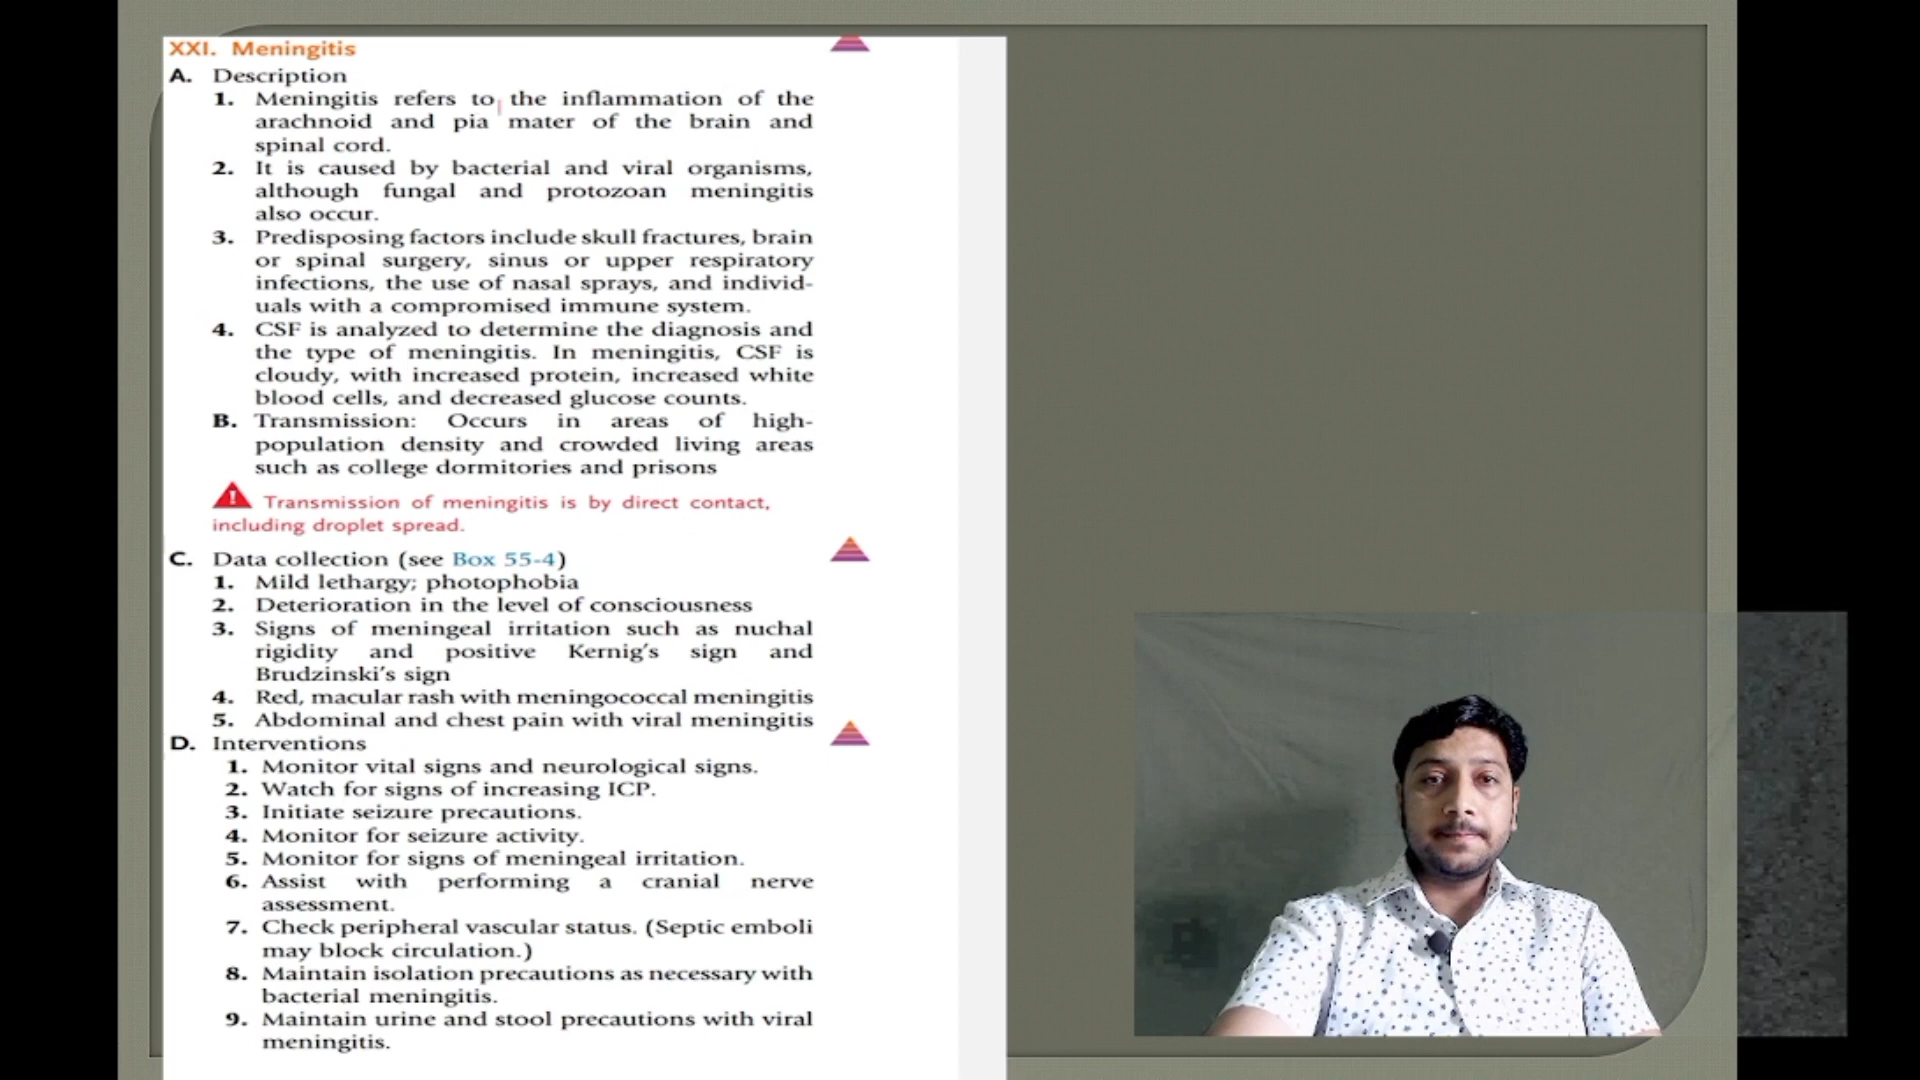 XXI. Meningitis
A. Description
1. Meningitis refers to the inflammation of the
arachnoid and pia mater of the brain and
spinal cord.
2. It is caused by bacterial and viral organisms,
although fungal and protozoan meningitis
also occur.
3. Predisposing factors include skull fractures, brain
or spinal surgery, sinus or upper respiratory
infections, the use of nasal sprays, and individ-
uals with a compromised immune system.
4. CSF is analyzed to determine the diagnosis and
the type of meningitis. In meningitis, CSF is
cloudy, with increased protein, increased white
blood cells, and decreased glucose counts.
B. Transmission: Occurs in areas of high-
population density and crowded living areas
such as college dormitories and prisons
! Transmission of meningitis is by direct contact,
including droplet spread.
C. Data collection (see Box 55-4)
1. Mild lethargy; photophobia
2. Deterioration in the level of consciousness
3. Signs of meningeal irritation such as nuchal
rigidity and positive Kernig's sign and
Brudzinski's sign
4. Red, macular rash with meningococcal meningitis
5. Abdominal and chest pain with viral meningitis
D. Interventions
1. Monitor vital signs and neurological signs.
2. Watch for signs of increasing ICP.
3. Initiate seizure precautions.
4. Monitor for seizure activity.
5. Monitor for signs of meningeal irritation.
6. Assist with performing a cranial nerve
assessment.
7. Check peripheral vascular status. (Septic emboli
may block circulation.)
8. Maintain isolation precautions as necessary with
bacterial meningitis.
9. Maintain urine and stool precautions with viral
meningitis.